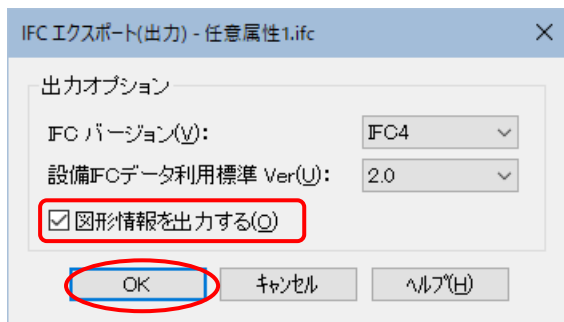 IFC エクスポート(出力) - 任意属性1.ifc
出力オプション
IFC バージョン(V): IFC4
設備IFCデータ利用標準 Ver(U): 2.0
図形情報を出力する(O)
OK キャンセル ヘルプ(H)